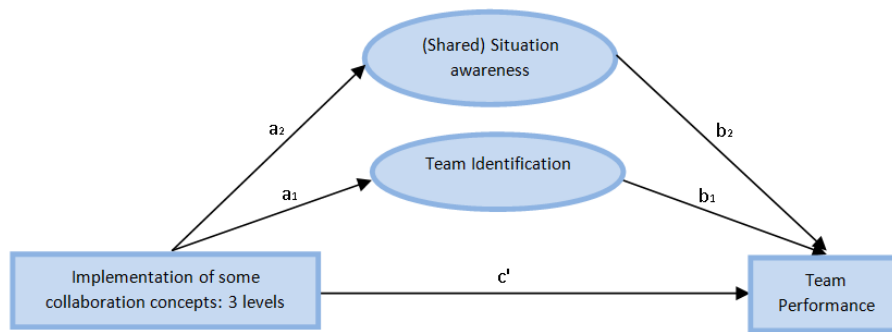 (Shared) Situation
awareness
a₂
b₂
Team Identification
a₁
b₁
Implementation of some
collaboration concepts: 3 levels
c'
Team
Performance